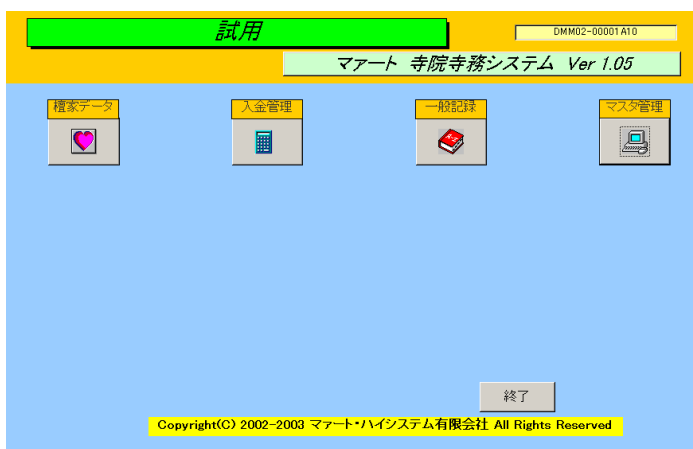 試用
DMM02-00001A10
マァート 寺院寺務システム Ver 1.05
檀家データ 入金管理 一般記録 マスタ管理
終了
Copyright(C) 2002-2003 マァート・ハイシステム有限会社 All Rights Reserved